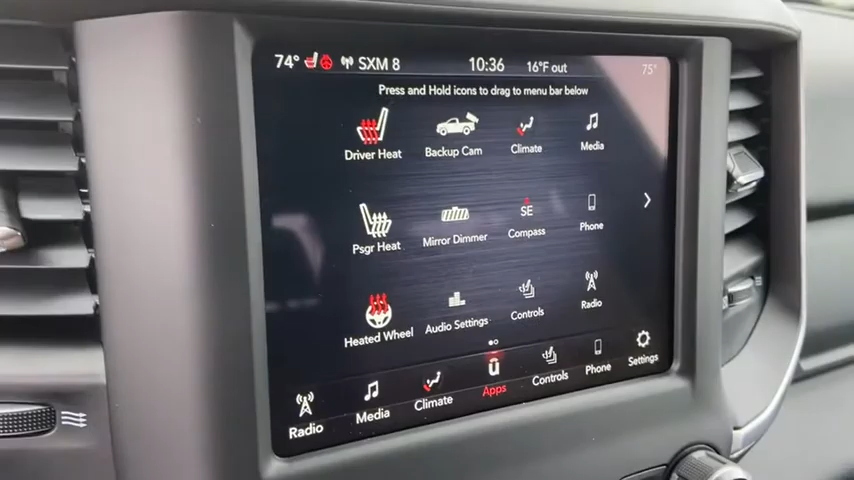 74° SXM 8 10:36 16°F out 75°
Press and Hold icons to drag to menu bar below
Driver Heat Backup Cam Climate Media
Psgr Heat Mirror Dimmer SE Compass Phone
Heated Wheel Audio Settings Controls Radio
Radio Media Climate Apps Controls Phone Settings